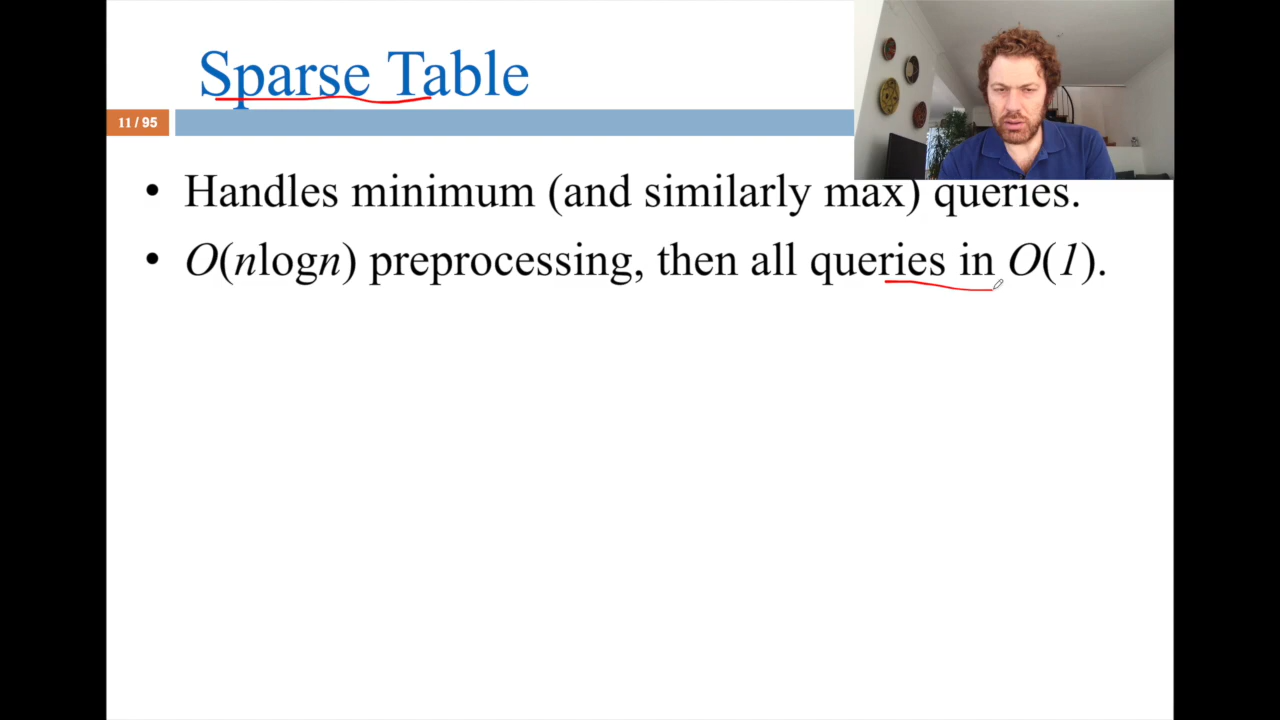 Sparse Table
11 / 95
• Handles minimum (and similarly max) queries.
• O(nlogn) preprocessing, then all queries in O(1).